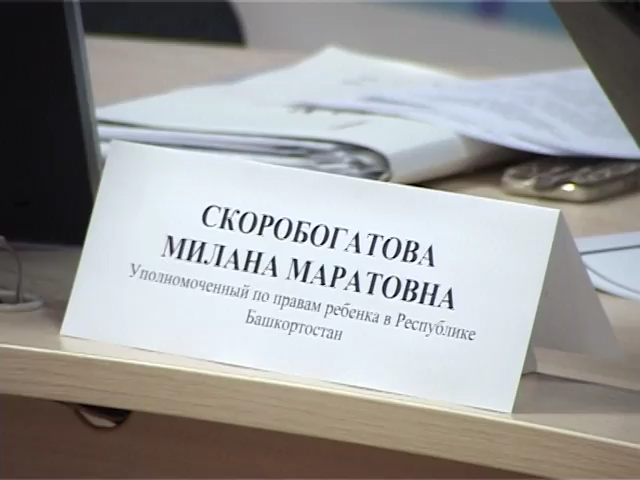 СКОРОБОГАТОВА
МИЛАНА МАРАТОВНА
Уполномоченный по правам ребенка в Республике
Башкортостан